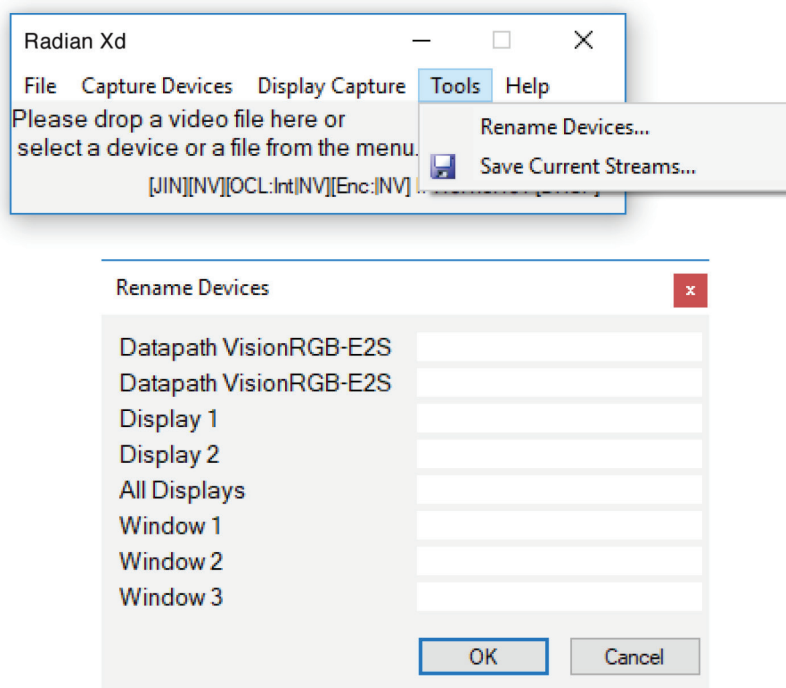 Radian Xd
File Capture Devices Display Capture Tools Help
Please drop a video file here or
select a device or a file from the menu.
Rename Devices...
Save Current Streams...
[JIN][NV][OCL:Int|NV][Enc:|NV]
Rename Devices
Datapath VisionRGB-E2S
Datapath VisionRGB-E2S
Display 1
Display 2
All Displays
Window 1
Window 2
Window 3
OK Cancel